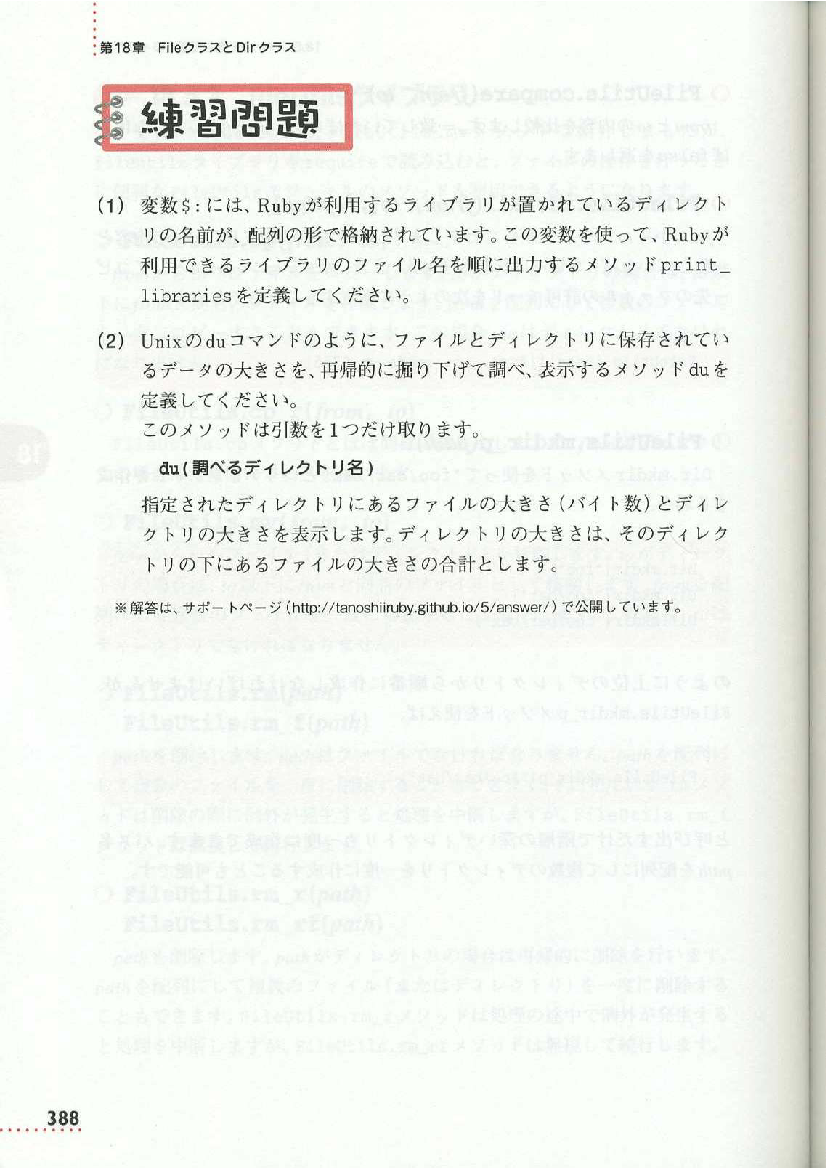 第18章　FileクラスとDirクラス
練習問題
(1) 変数$:には、Rubyが利用するライブラリが置かれているディレクト
リの名前が、配列の形で格納されています。この変数を使って、Rubyが
利用できるライブラリのファイル名を順に出力するメソッドprint_
librariesを定義してください。
(2) Unixのduコマンドのように、ファイルとディレクトリに保存されてい
るデータの大きさを、再帰的に掘り下げて調べ、表示するメソッドduを
定義してください。
このメソッドは引数を1つだけ取ります。
du(調べるディレクトリ名)
指定されたディレクトリにあるファイルの大きさ（バイト数）とディレ
クトリの大きさを表示します。ディレクトリの大きさは、そのディレク
トリの下にあるファイルの大きさの合計とします。
※解答は、サポートページ（http://tanoshiiruby.github.io/5/answer/）で公開しています。
388